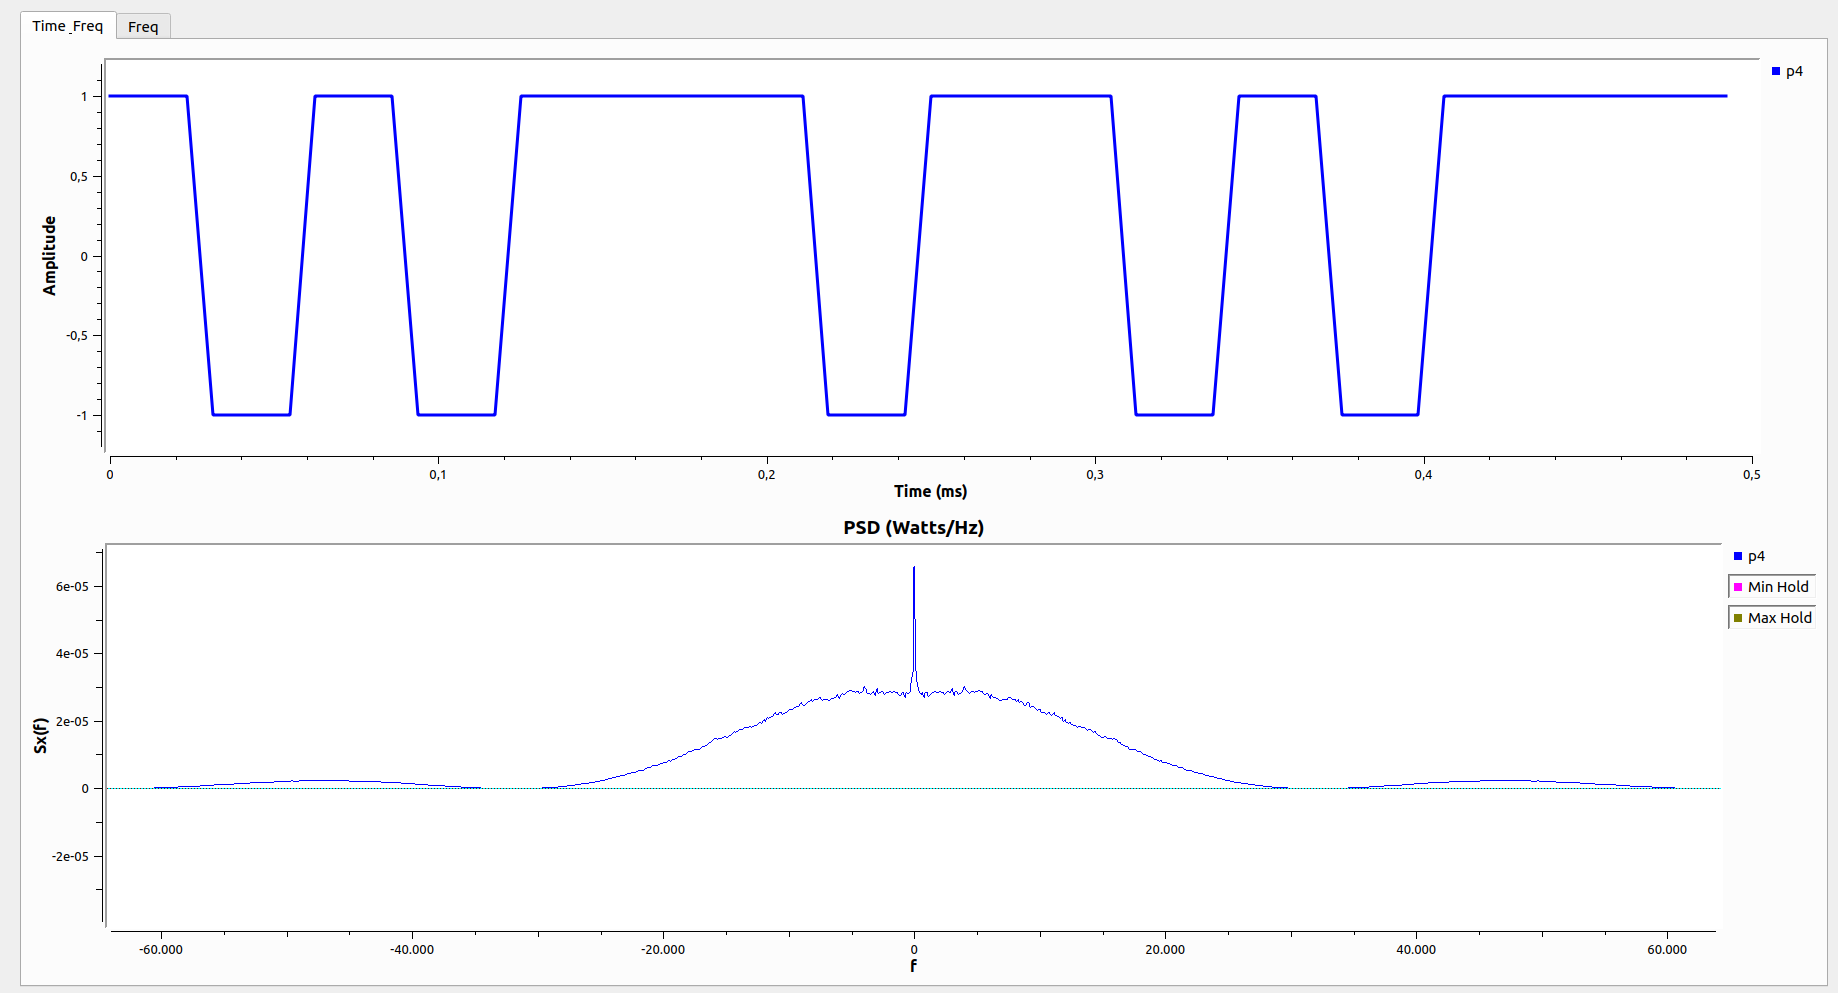 Time_Freq Freq
p4
1
0,5
0
-0,5
-1
Amplitude
0 0,1 0,2 0,3 0,4 0,5
Time (ms)
PSD (Watts/Hz)
p4
Min Hold
Max Hold
6e-05
4e-05
2e-05
0
-2e-05
Sx(f)
-60.000 -40.000 -20.000 0 20.000 40.000 60.000
f